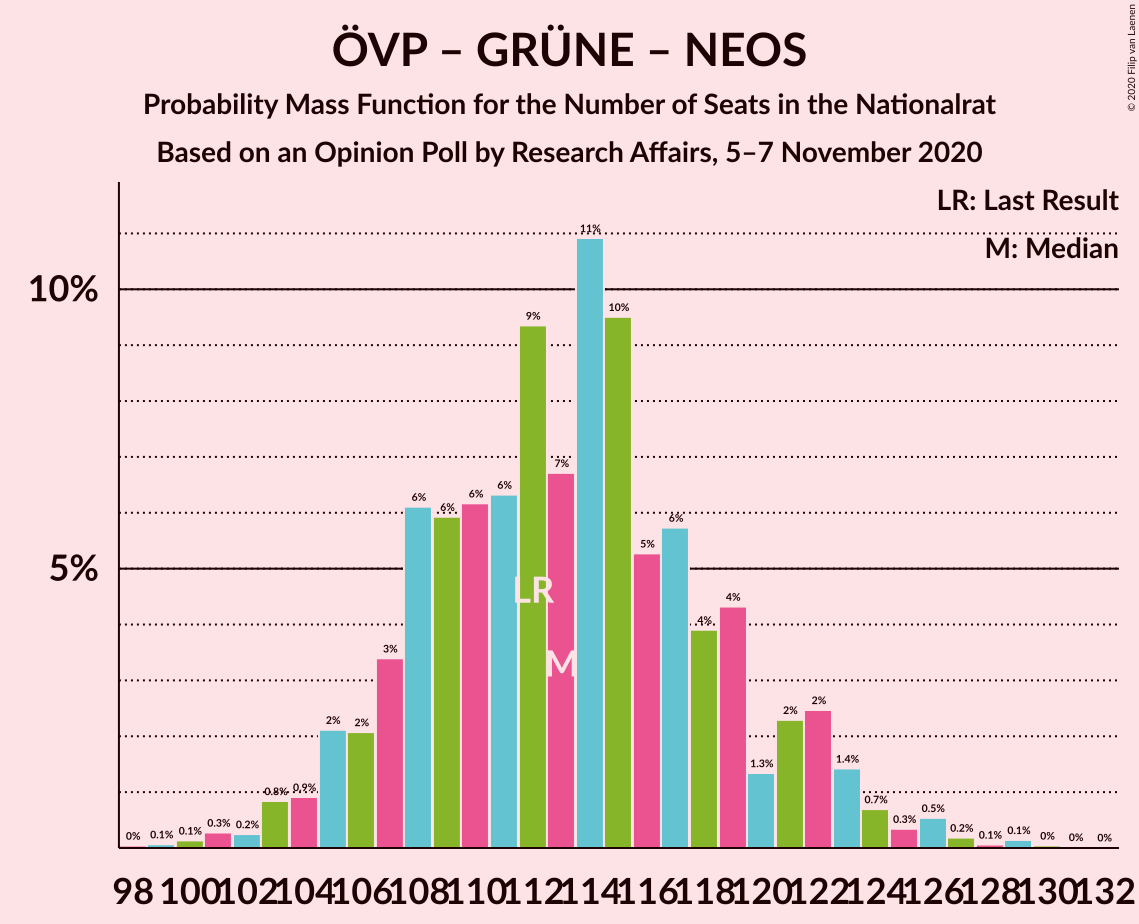 ÖVP – GRÜNE – NEOS
Probability Mass Function for the Number of Seats in the Nationalrat
Based on an Opinion Poll by Research Affairs, 5–7 November 2020
© 2020 Filip van Laenen
LR: Last Result
M: Median
10%
5%
0% 0.1% 0.1% 0.3% 0.2% 0.8% 0.9% 2% 2% 3% 6% 6% 6% 6% 9% 7% 11% 10% 5% 6% 4% 4% 1.3% 2% 2% 1.4% 0.7% 0.3% 0.5% 0.2% 0.1% 0.1% 0% 0% 0%
LR
M
98 100 102 104 106 108 110 112 114 116 118 120 122 124 126 128 130 132